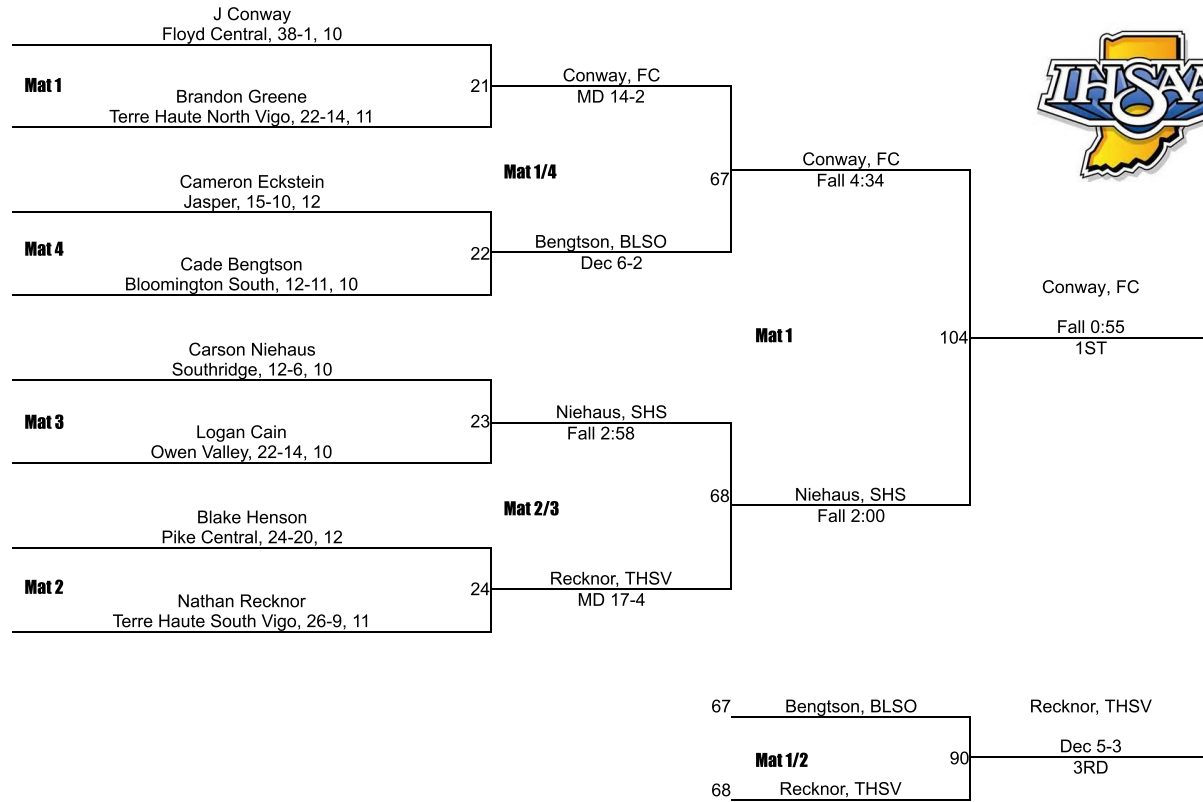 J Conway
Floyd Central, 38-1, 10
Mat 1
Brandon Greene
Terre Haute North Vigo, 22-14, 11
21
Conway, FC
MD 14-2
Cameron Eckstein
Jasper, 15-10, 12
Mat 4
Cade Bengtson
Bloomington South, 12-11, 10
22
Bengtson, BLSO
Dec 6-2
Mat 1/4
67
Conway, FC
Fall 4:34
Carson Niehaus
Southridge, 12-6, 10
Mat 3
Logan Cain
Owen Valley, 22-14, 10
23
Niehaus, SHS
Fall 2:58
Blake Henson
Pike Central, 24-20, 12
Mat 2
Nathan Recknor
Terre Haute South Vigo, 26-9, 11
24
Recknor, THSV
MD 17-4
Mat 2/3
68
Niehaus, SHS
Fall 2:00
Mat 1
104
Conway, FC
Fall 0:55
1ST
IHSAA
67
Bengtson, BLSO
Mat 1/2
68
Recknor, THSV
90
Recknor, THSV
Dec 5-3
3RD